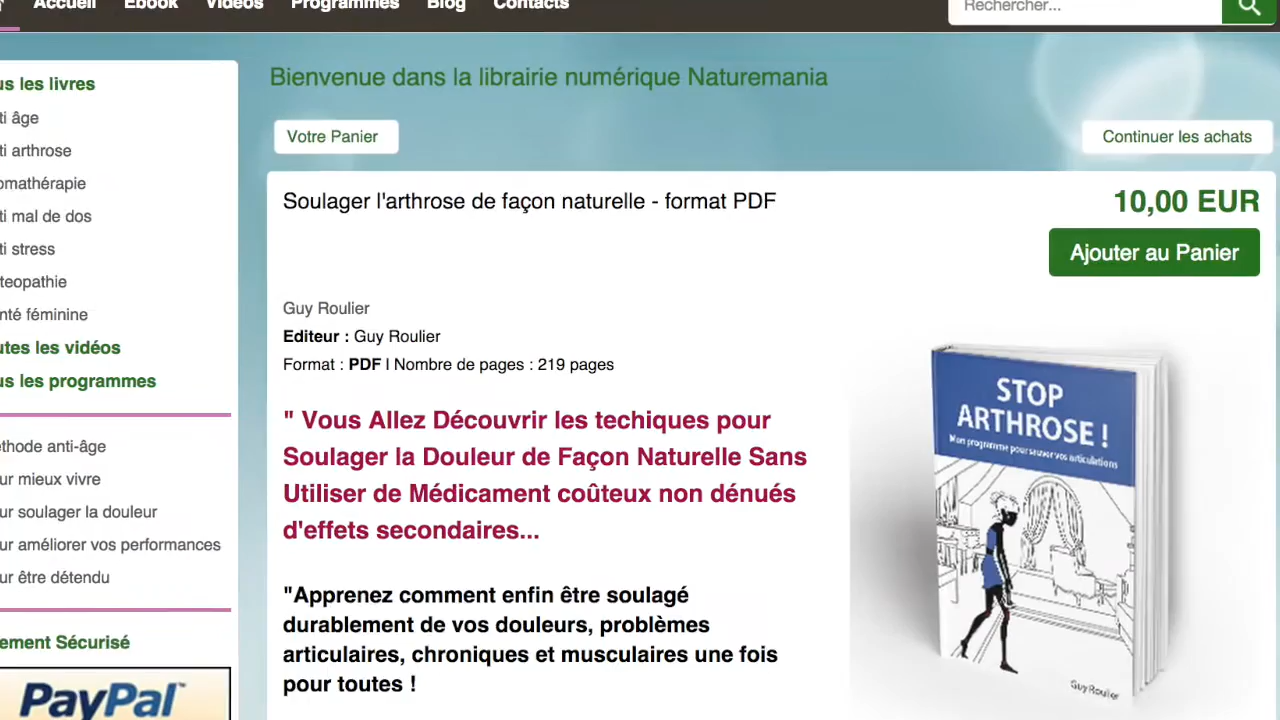 Accueil Ebook Vidéos Programmes Blog Contacts
Rechercher...
Bienvenue dans la librairie numérique Naturemania
Votre Panier
Continuer les achats
us les livres
ti âge
ti arthrose
omathérapie
ti mal de dos
ti stress
téopathie
nté féminine
utes les vidéos
us les programmes
éthode anti-âge
ur mieux vivre
ur soulager la douleur
ur améliorer vos performances
ur être détendu
ement Sécurisé
PayPal™
Soulager l'arthrose de façon naturelle - format PDF
10,00 EUR
Ajouter au Panier
Guy Roulier
Editeur : Guy Roulier
Format : PDF I Nombre de pages : 219 pages
" Vous Allez Découvrir les techiques pour
Soulager la Douleur de Façon Naturelle Sans
Utiliser de Médicament coûteux non dénués
d'effets secondaires...
"Apprenez comment enfin être soulagé
durablement de vos douleurs, problèmes
articulaires, chroniques et musculaires une fois
pour toutes !
STOP
ARTHROSE !
Mon programme pour sauver vos articulations
Guy Roulier